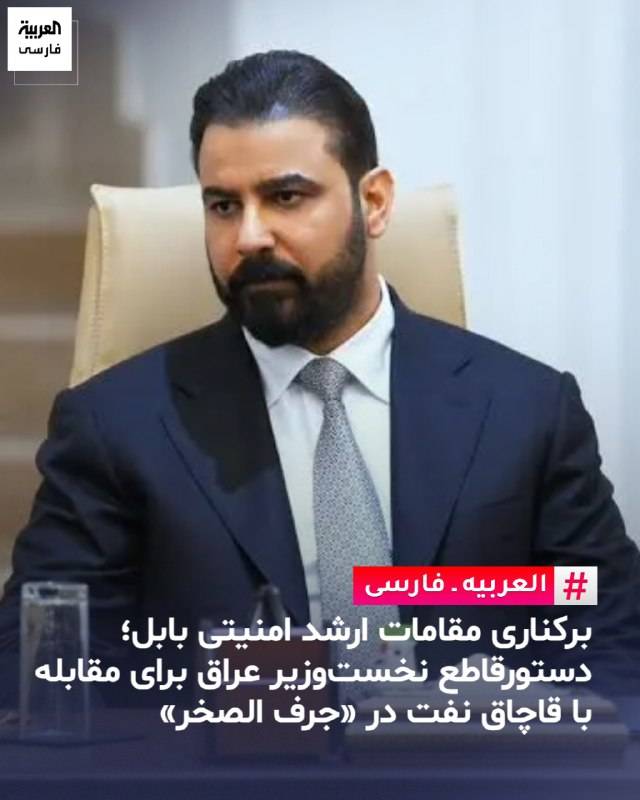 العربية
فارسی
# العربیه ـ فارسی
برکناری مقامات ارشد امنیتی بابل؛
دستورقاطع نخست‌وزیر عراق برای مقابله
با قاچاق نفت در «جرف الصخر»